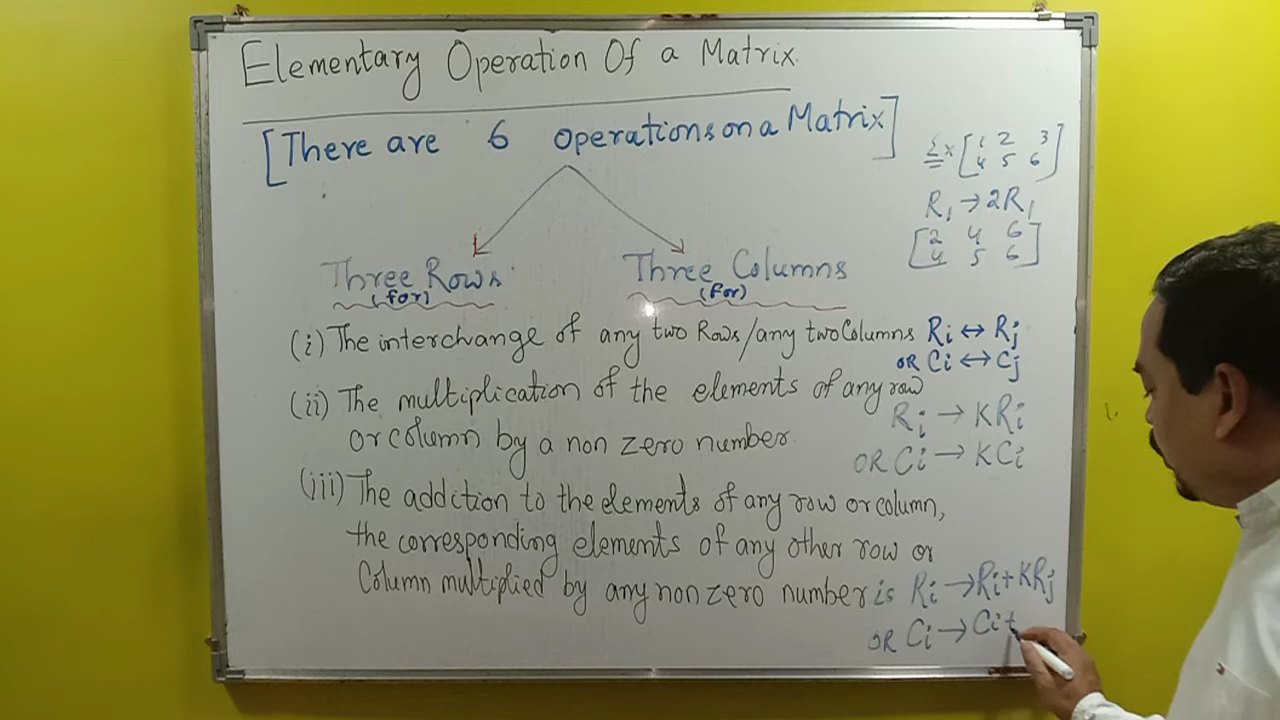 Elementary Operation Of a Matrix
[There are 6 operations on a Matrix]
Ex [1 2 3
4 5 6]
R1 → 2R1
[2 4 6
4 5 6]
Three Rows
(for)
Three Columns
(for)
(i) The interchange of any two Rows/any two Columns Ri ↔ Rj
OR Ci ↔ Cj
(ii) The multiplication of the elements of any row
or column by a non zero number
Ri → KRi
OR Ci → KCi
(iii) The addition to the elements of any row or column,
the corresponding elements of any other row or
Column multiplied by any non zero number is Ri → Ri + KRj
OR Ci → Ci +